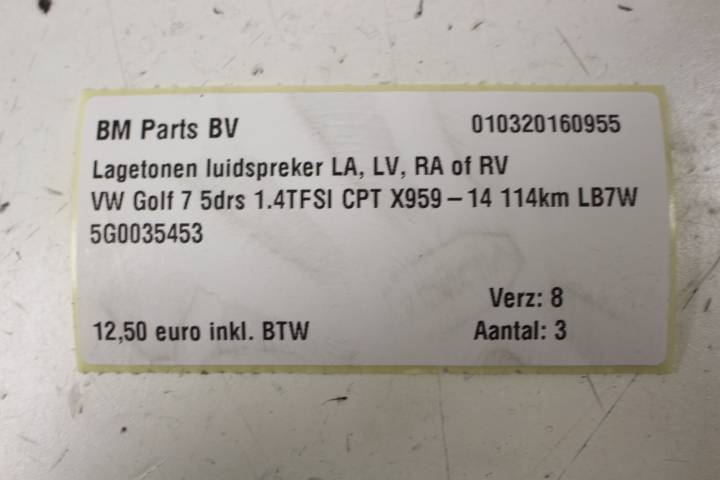 BM Parts BV 010320160955
Lagetonen luidspreker LA, LV, RA of RV
VW Golf 7 5drs 1.4TFSI CPT X959 – 14 114km LB7W
5G0035453
Verz: 8
12,50 euro inkl. BTW Aantal: 3